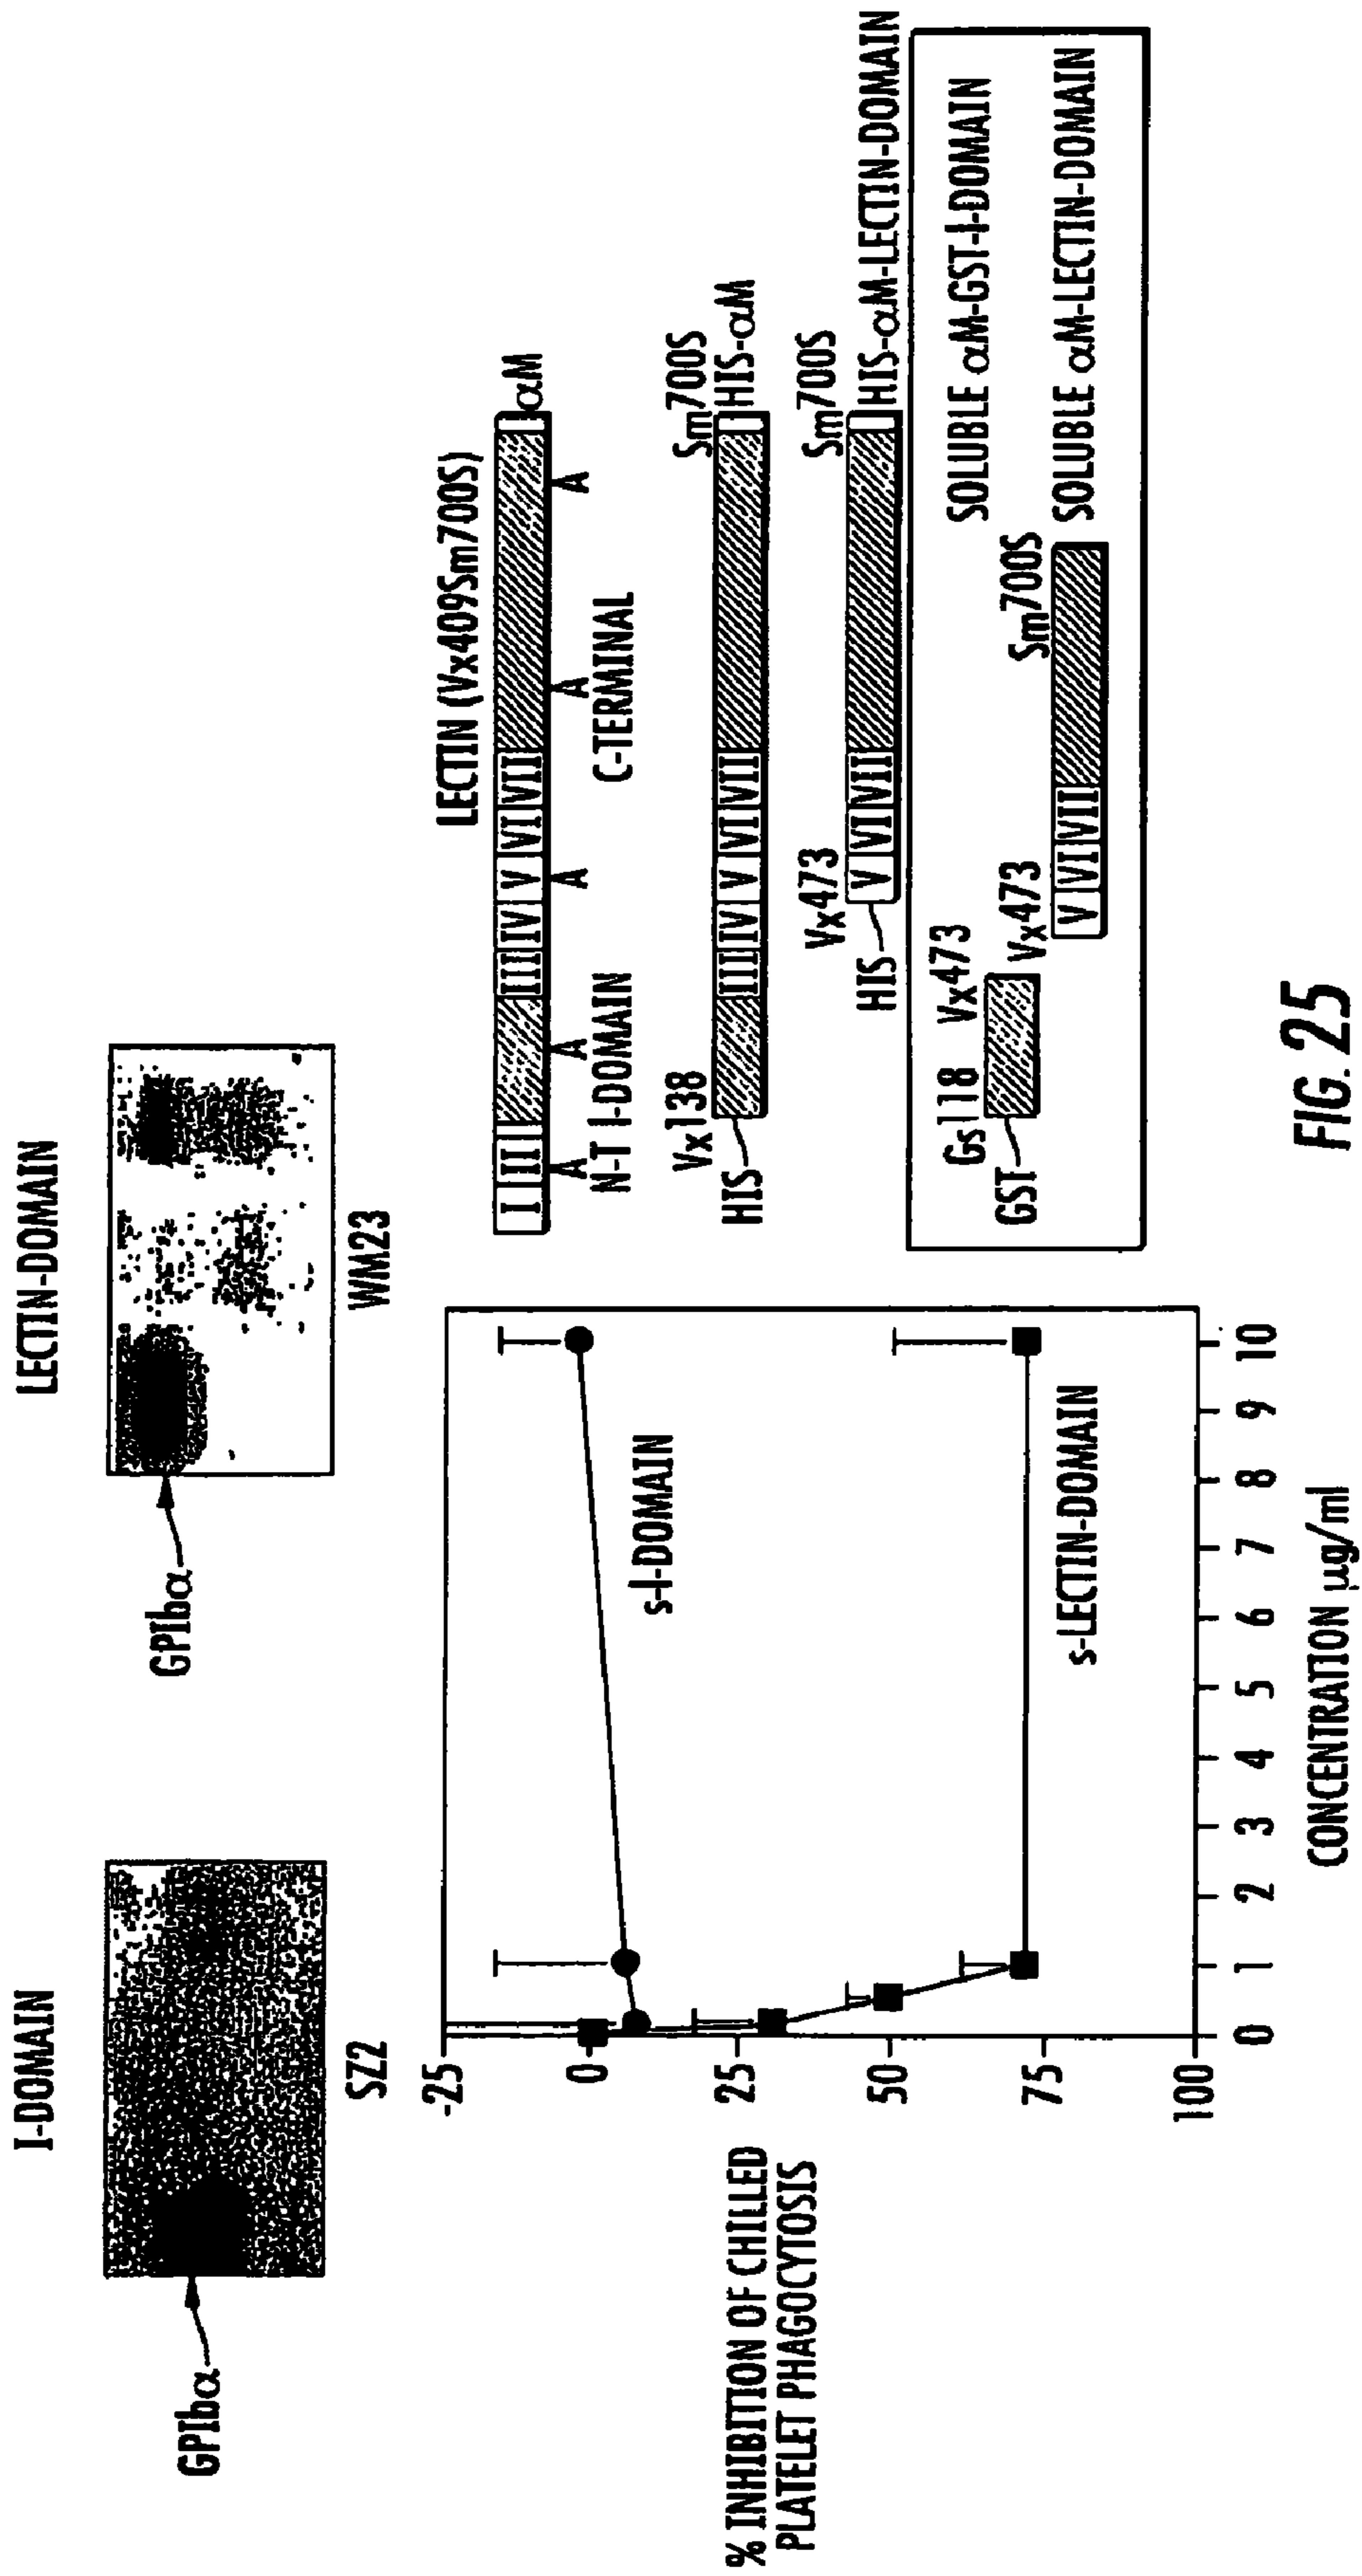 I-DOMAIN
LECTIN-DOMAIN
GPIbα
GPIbα
SZ2
WM23
% INHIBITION OF CHILLED
PLATELET PHAGOCYTOSIS
-25
0
25
50
75
100
s-I-DOMAIN
s-LECTIN-DOMAIN
0 1 2 3 4 5 6 7 8 9 10
CONCENTRATION µg/ml
LECTIN (Vx409Sm700S)
I II III IV V VI VII
αM
A A A A A
N-T I-DOMAIN
C-TERMINAL
Vx138
Sm700S
HIS
III IV V VI VII
HIS-αM
Vx473
Sm700S
HIS
V VI VII
HIS-αM-LECTIN-DOMAIN
Gs118 Vx473
GST
SOLUBLE αM-GST-I-DOMAIN
Vx473
Sm700S
V VI VII
SOLUBLE αM-LECTIN-DOMAIN
FIG. 25